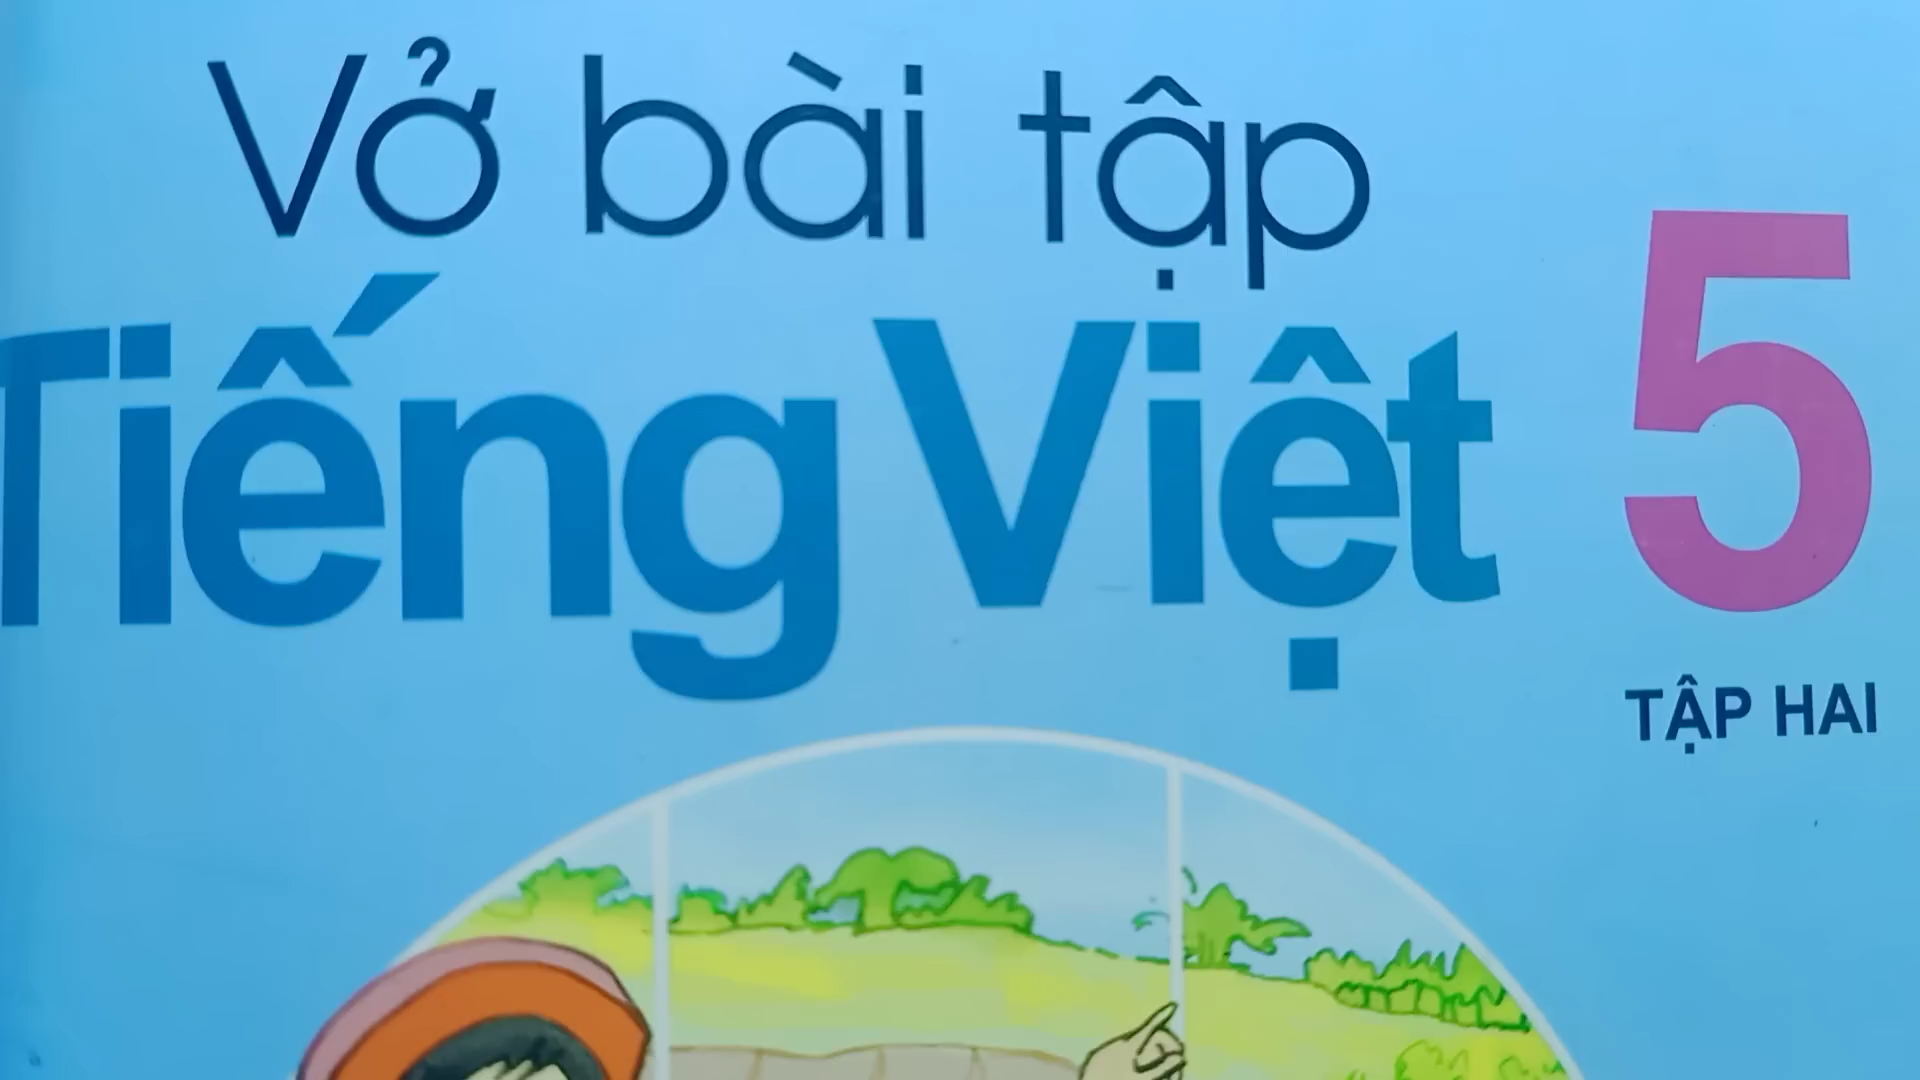 Vở bài tập
Tiếng Việt 5
TẬP HAI